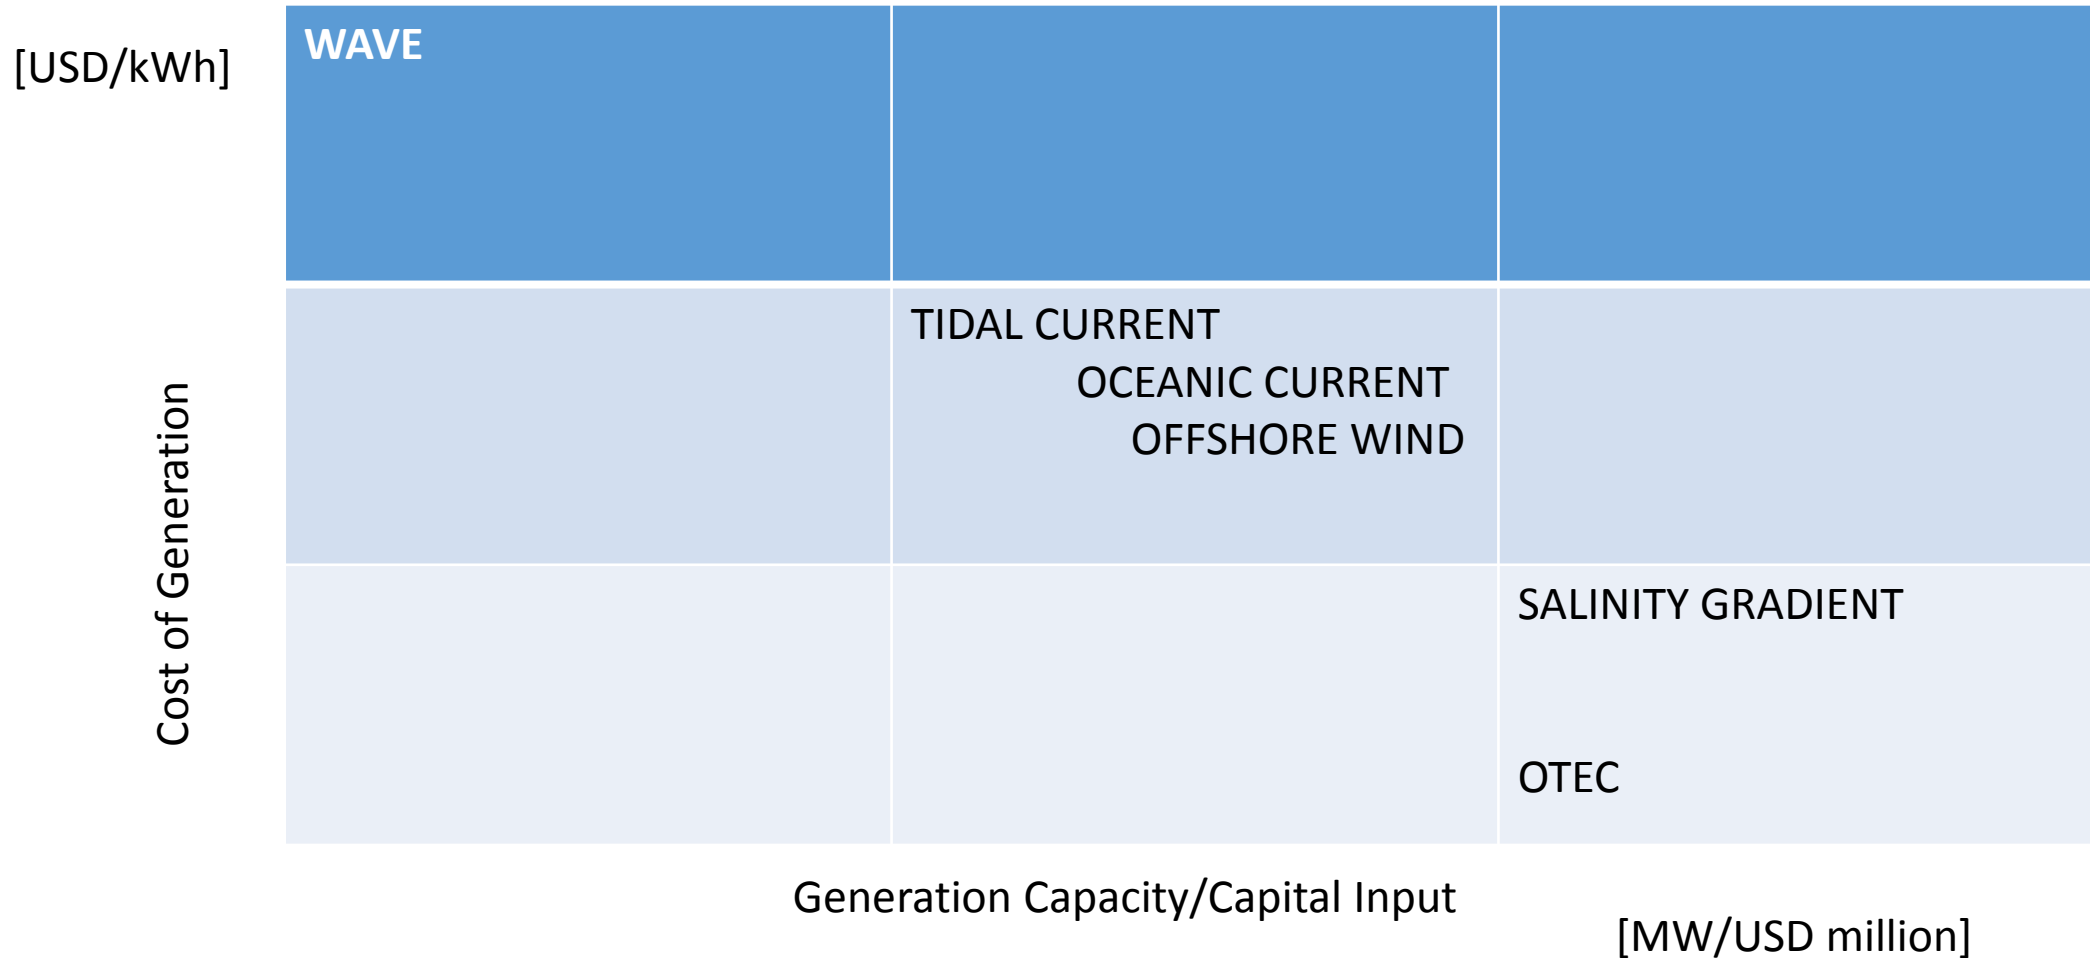 [USD/kWh]
WAVE
TIDAL CURRENT
OCEANIC CURRENT
OFFSHORE WIND
Cost of Generation
SALINITY GRADIENT
OTEC
Generation Capacity/Capital Input
[MW/USD million]